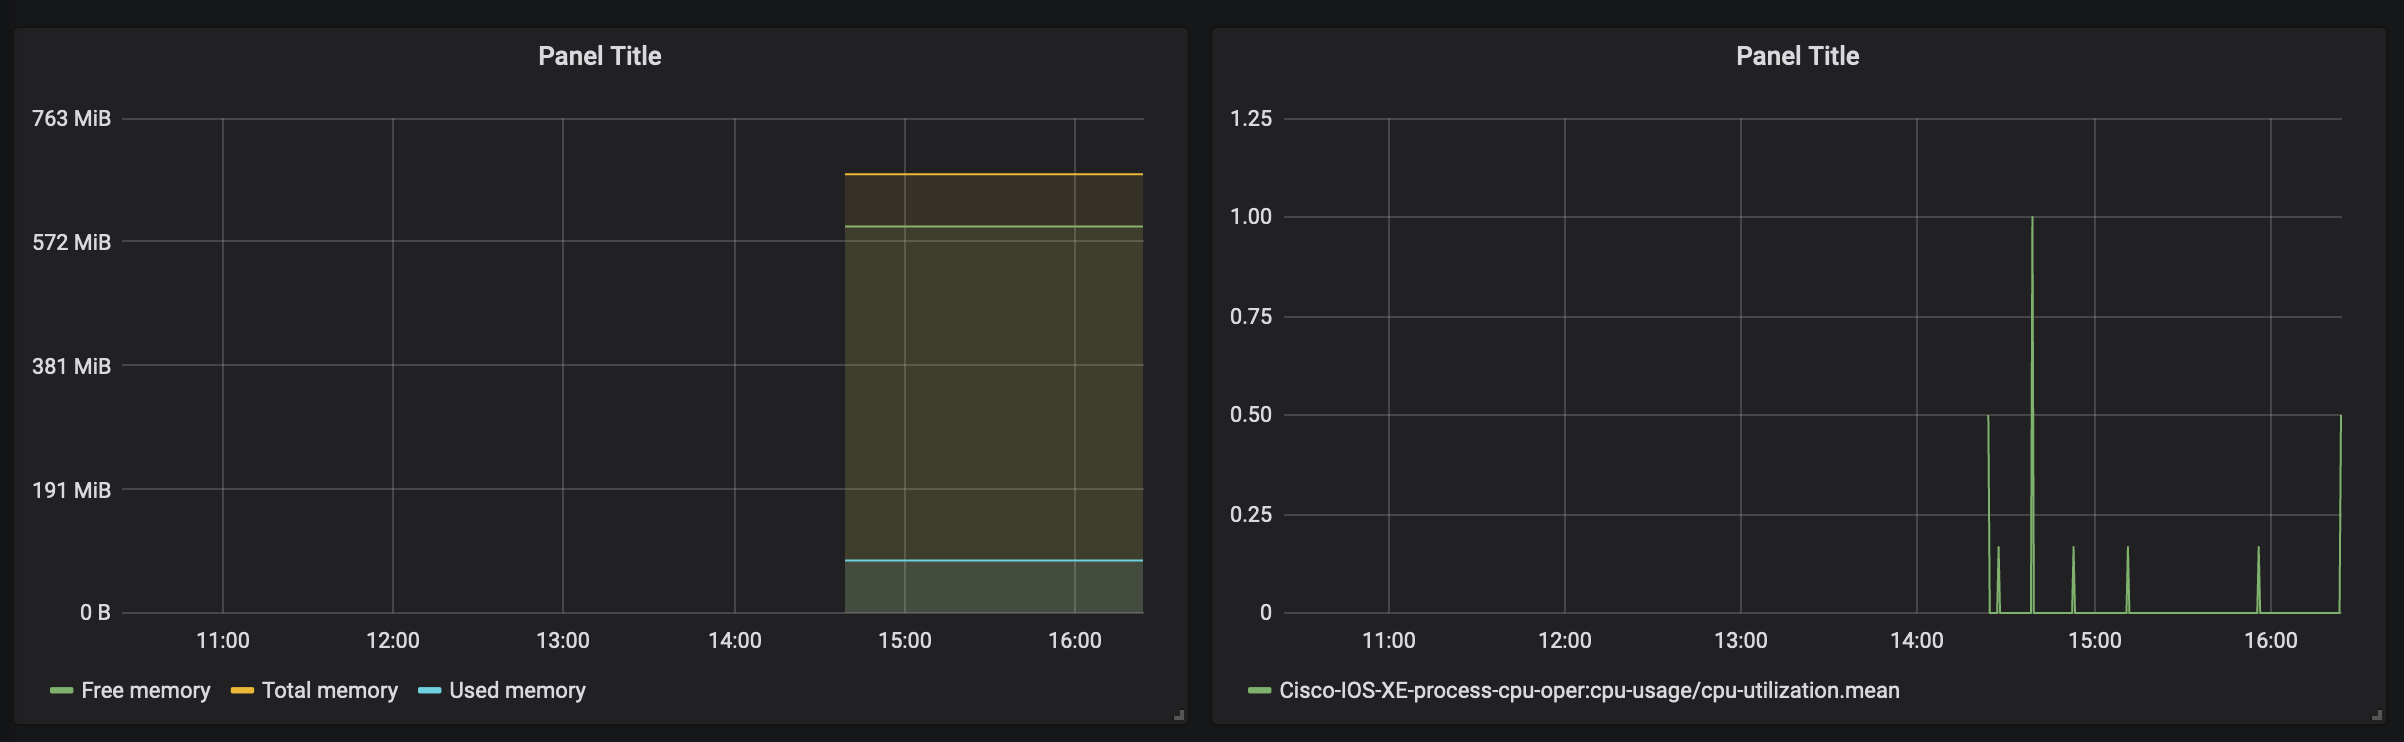 Panel Title
763 MiB
572 MiB
381 MiB
191 MiB
0 B
11:00 12:00 13:00 14:00 15:00 16:00
Free memory Total memory Used memory
Panel Title
1.25
1.00
0.75
0.50
0.25
0
11:00 12:00 13:00 14:00 15:00 16:00
Cisco-IOS-XE-process-cpu-oper:cpu-usage/cpu-utilization.mean